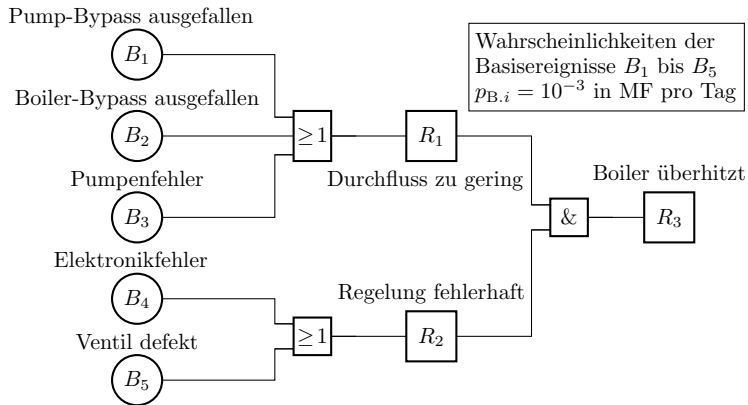 Pump-Bypass ausgefallen
B₁
Boiler-Bypass ausgefallen
B₂
Pumpenfehler
B₃
Elektronikfehler
B₄
Ventil defekt
B₅
≥1
≥1
R₁
Durchfluss zu gering
Regelung fehlerhaft
R₂
&
Boiler überhitzt
R₃
Wahrscheinlichkeiten der
Basisereignisse B₁ bis B₅
p_B.i = 10⁻³ in MF pro Tag